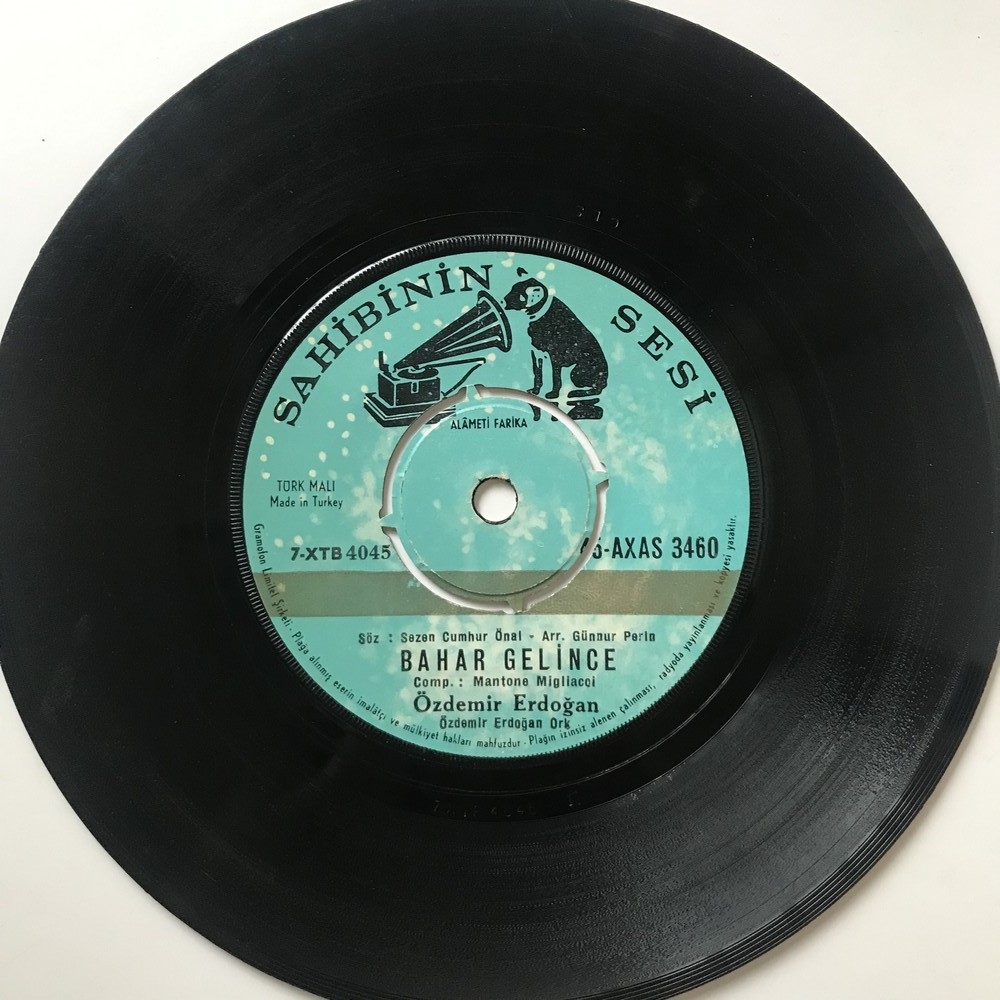 SAHİBİNİN SESİ
ALÂMETİ FARİKA
TÜRK MALI
Made in Turkey
7-XTB 4045
45-AXAS 3460
Söz : Sezen Cumhur Önal - Arr. Günnur Perin
BAHAR GELİNCE
Comp. : Mantone Migliacci
Özdemir Erdoğan
Özdemir Erdoğan Ork
Gramofon Limitet Şirketi - Plağa alınmış eserin imalâtçı ve mülkiyet hakları mahfuzdur - Plağın izinsiz alenen çalınması, radyoda yayınlanması ve kopyesi yasaktır.